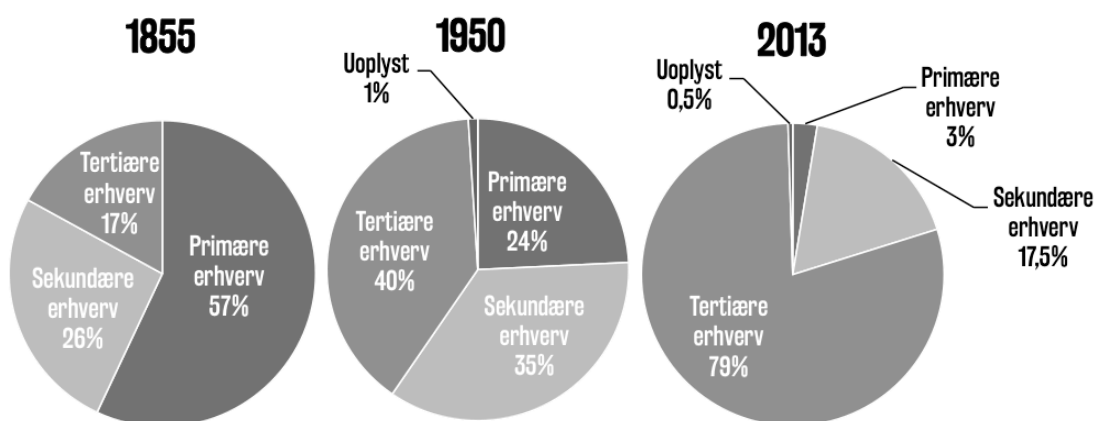 1855
Tertiære
erhverv
17%
Primære
erhverv
57%
Sekundære
erhverv
26%
1950
Uoplyst
1%
Primære
erhverv
24%
Tertiære
erhverv
40%
Sekundære
erhverv
35%
2013
Uoplyst
0,5%
Primære
erhverv
3%
Sekundære
erhverv
17,5%
Tertiære
erhverv
79%